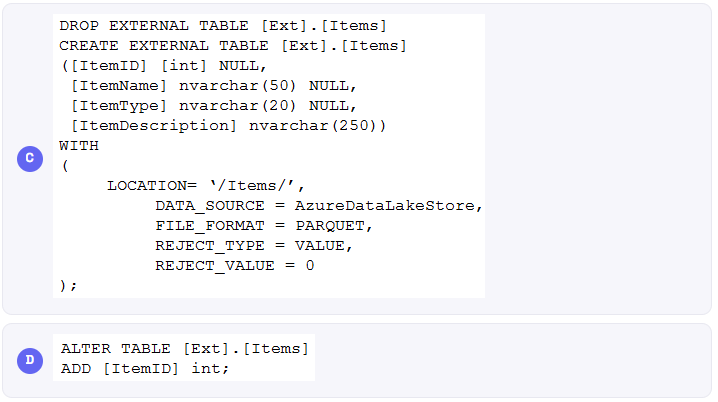 DROP EXTERNAL TABLE [Ext].[Items]
CREATE EXTERNAL TABLE [Ext].[Items]
([ItemID] [int] NULL,
[ItemName] nvarchar(50) NULL,
[ItemType] nvarchar(20) NULL,
[ItemDescription] nvarchar(250))
WITH
C
(
LOCATION= ‘/Items/’,
DATA_SOURCE = AzureDataLakeStore,
FILE_FORMAT = PARQUET,
REJECT_TYPE = VALUE,
REJECT_VALUE = 0
);
D
ALTER TABLE [Ext].[Items]
ADD [ItemID] int;